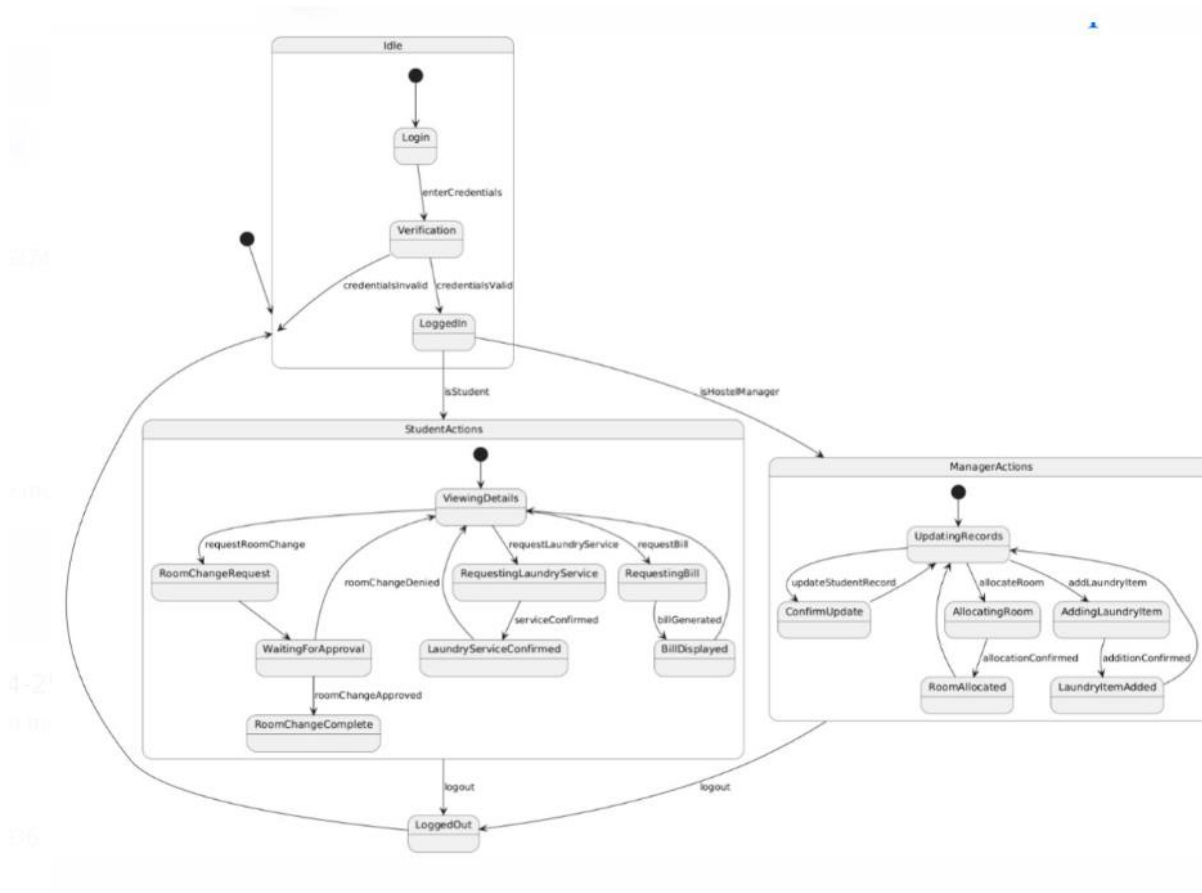 Idle
Login
enterCredentials
Verification
credentialsInvalid
credentialsValid
LoggedIn
isStudent
isHostelManager
StudentActions
ViewingDetails
requestRoomChange
requestLaundryService
requestBill
RoomChangeRequest
roomChangeDenied
RequestingLaundryService
RequestingBill
serviceConfirmed
billGenerated
WaitingForApproval
LaundryServiceConfirmed
BillDisplayed
roomChangeApproved
RoomChangeComplete
ManagerActions
UpdatingRecords
updateStudentRecord
allocateRoom
addLaundryItem
ConfirmUpdate
AllocatingRoom
AddingLaundryItem
allocationConfirmed
additionConfirmed
RoomAllocated
LaundryItemAdded
logout
logout
LoggedOut